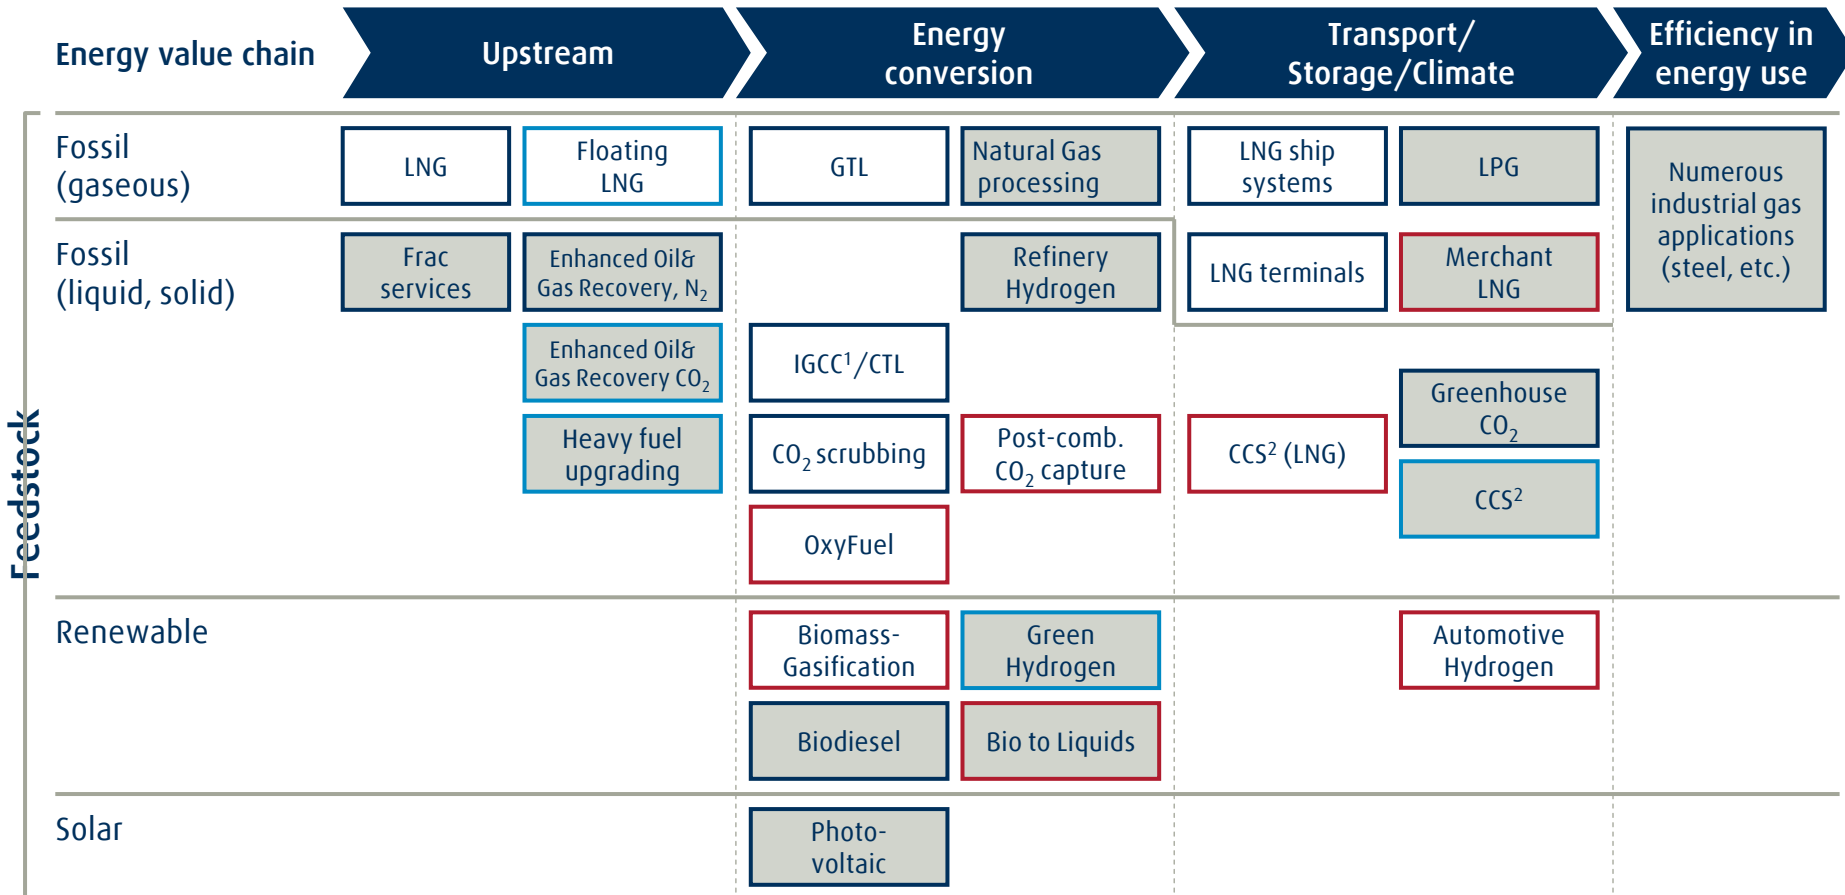 Energy value chain
Upstream
Energy
conversion
Transport/
Storage/Climate
Efficiency in
energy use
Feedstock
Fossil
(gaseous)
LNG
Floating
LNG
GTL
Natural Gas
processing
LNG ship
systems
LPG
Numerous
industrial gas
applications
(steel, etc.)
Fossil
(liquid, solid)
Frac
services
Enhanced Oil&
Gas Recovery, N₂
Refinery
Hydrogen
LNG terminals
Merchant
LNG
Enhanced Oil&
Gas Recovery CO₂
IGCC¹/CTL
Greenhouse
CO₂
Heavy fuel
upgrading
CO₂ scrubbing
Post-comb.
CO₂ capture
CCS² (LNG)
CCS²
OxyFuel
Renewable
Biomass-
Gasification
Green
Hydrogen
Automotive
Hydrogen
Biodiesel
Bio to Liquids
Solar
Photo-
voltaic